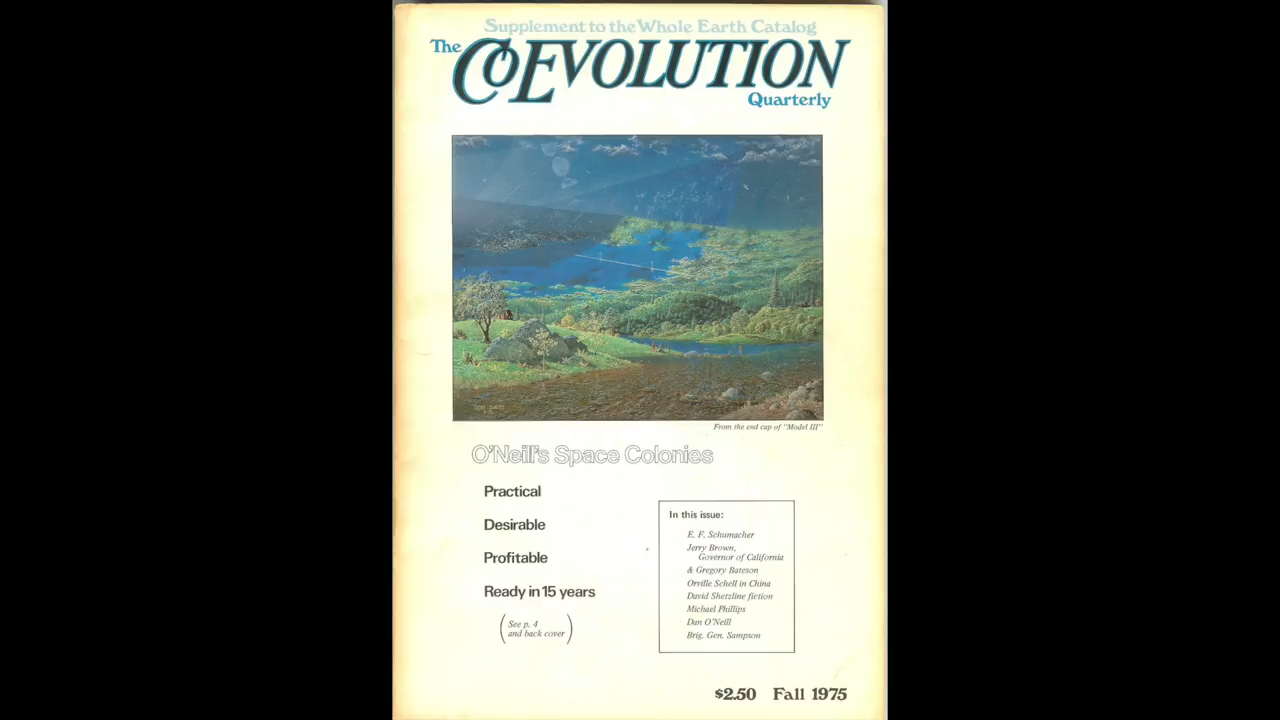 Supplement to the Whole Earth Catalog
The
CoEVOLUTION
Quarterly
DON DAVIS
From the end cap of "Model III"
O'Neill's Space Colonies
Practical
Desirable
Profitable
Ready in 15 years
(See p. 4
and back cover)
In this issue:
E. F. Schumacher
Jerry Brown,
Governor of California
& Gregory Bateson
Orville Schell in China
David Shetzline fiction
Michael Phillips
Dan O'Neill
Brig. Gen. Sampson
$2.50 Fall 1975